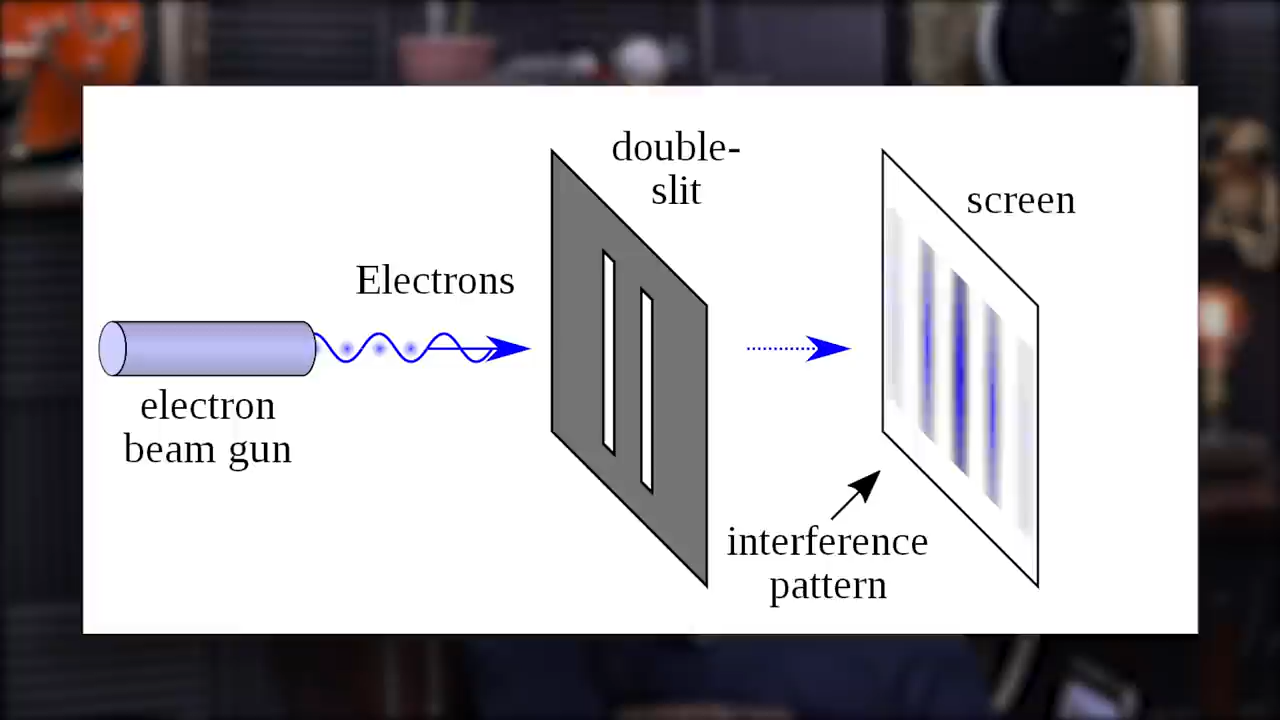 double-
slit
screen
Electrons
electron
beam gun
interference
pattern